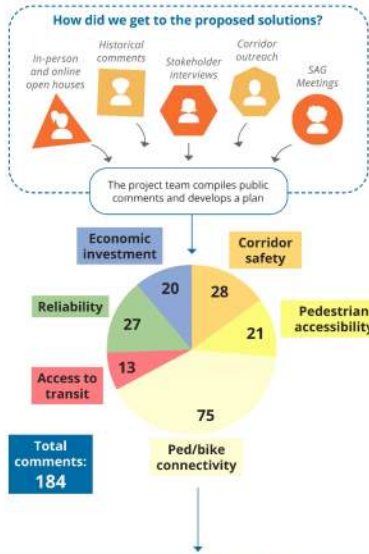 How did we get to the proposed solutions?
In-person
and online
open houses
Historical
comments
Stakeholder
interviews
Corridor
outreach
SAG
Meetings
The project team compiles public
comments and develops a plan
Economic
investment
Corridor
safety
20
28
Reliability
27
Pedestrian
accessibility
21
Access to
transit
13
75
Total
comments:
184
Ped/bike
connectivity